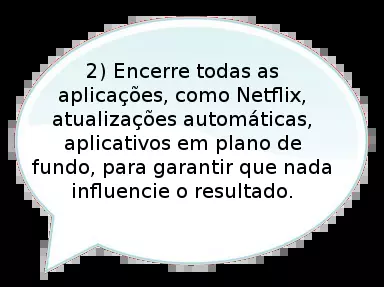 2) Encerre todas as
aplicações, como Netflix,
atualizações automáticas,
aplicativos em plano de
fundo, para garantir que nada
influencie o resultado.